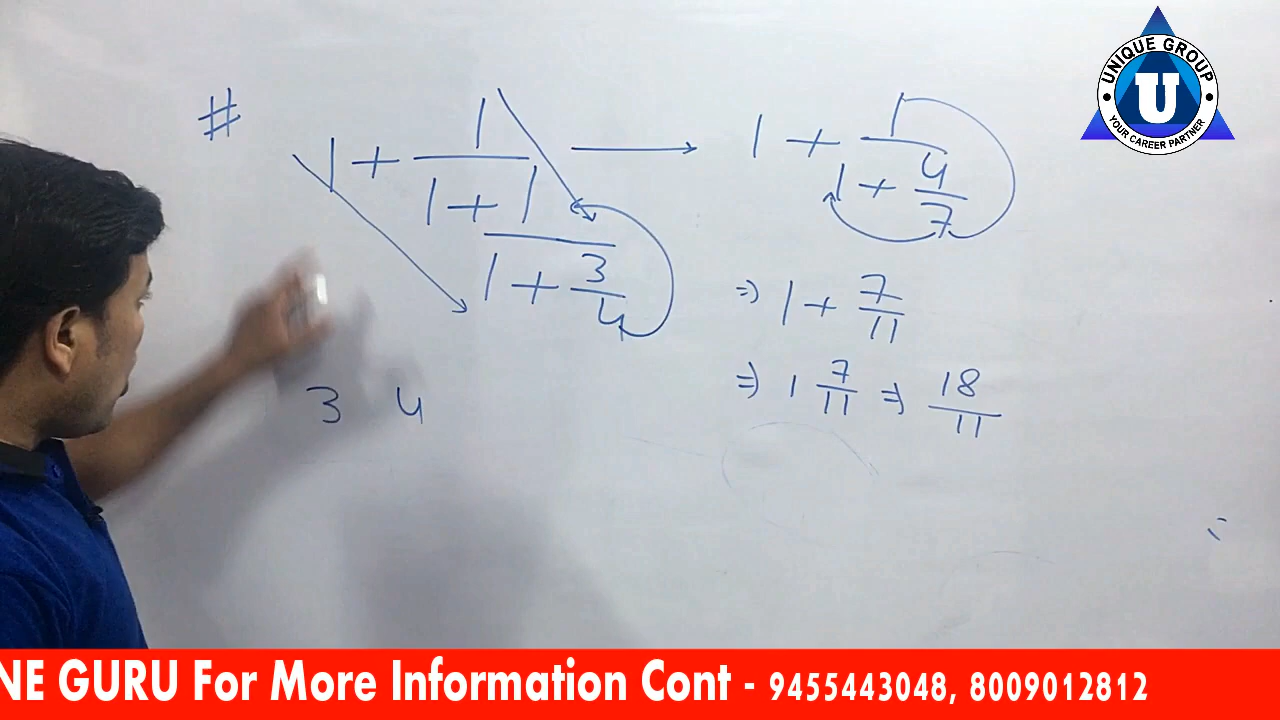 UNIQUE GROUP
U
YOUR CAREER PARTNER
#
1 + 1
1 + 1
1 + 3
4
→ 1 + 1
1 + 4
7
⇒ 1 + 7/11
⇒ 1 7/11 ⇒ 18/11
3 4
NE GURU For More Information Cont - 9455443048, 8009012812